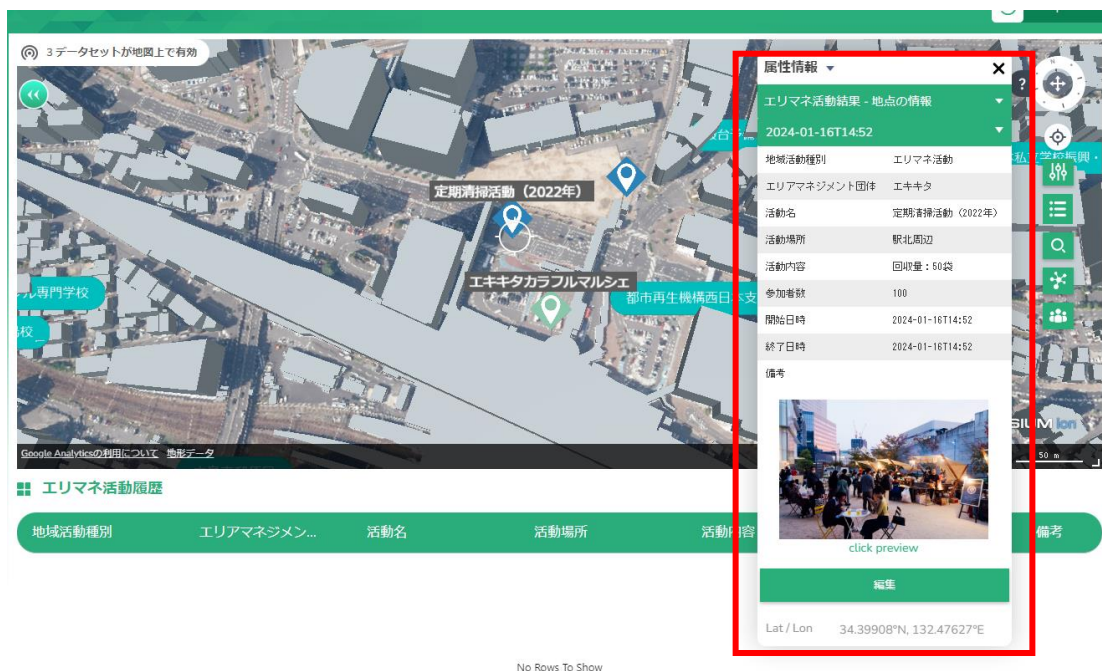 3データセットが地図上で有効
属性情報
?
エリマネ活動結果 - 地点の情報
2024-01-16T14:52
地域活動種別 エリマネ活動
エリアマネジメント団体 エキキタ
活動名 定期清掃活動（2022年）
活動場所 駅北周辺
活動内容 回収量：50袋
参加者数 100
開始日時 2024-01-16T14:52
終了日時 2024-01-16T14:52
備考
click preview
編集
Lat / Lon 34.39908°N, 132.47627°E
定期清掃活動（2022年）
エキキタカラフルマルシェ
都市再生機構西日本支
専門学校
校
私立学校振興・
SIUM ion
50 m
Google Analyticsの利用について 地形データ
エリマネ活動履歴
地域活動種別 エリアマネジメン... 活動名 活動場所 活動内容 備考
No Rows To Show